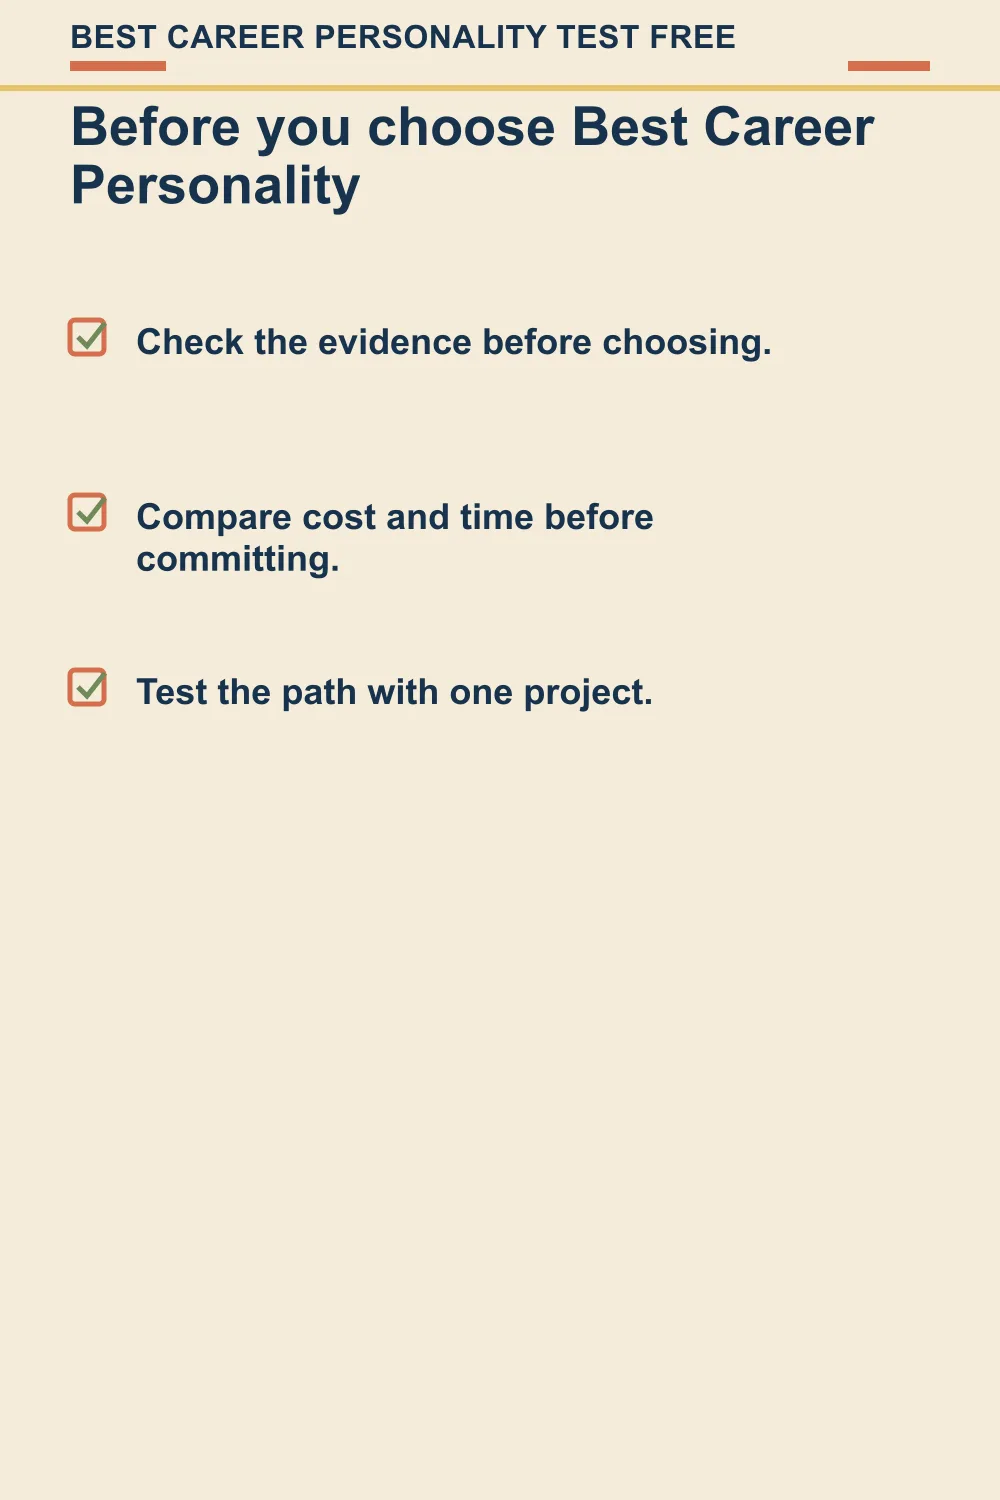 BEST CAREER PERSONALITY TEST FREE
Before you choose Best Career
Personality
Check the evidence before choosing.
Compare cost and time before
committing.
Test the path with one project.